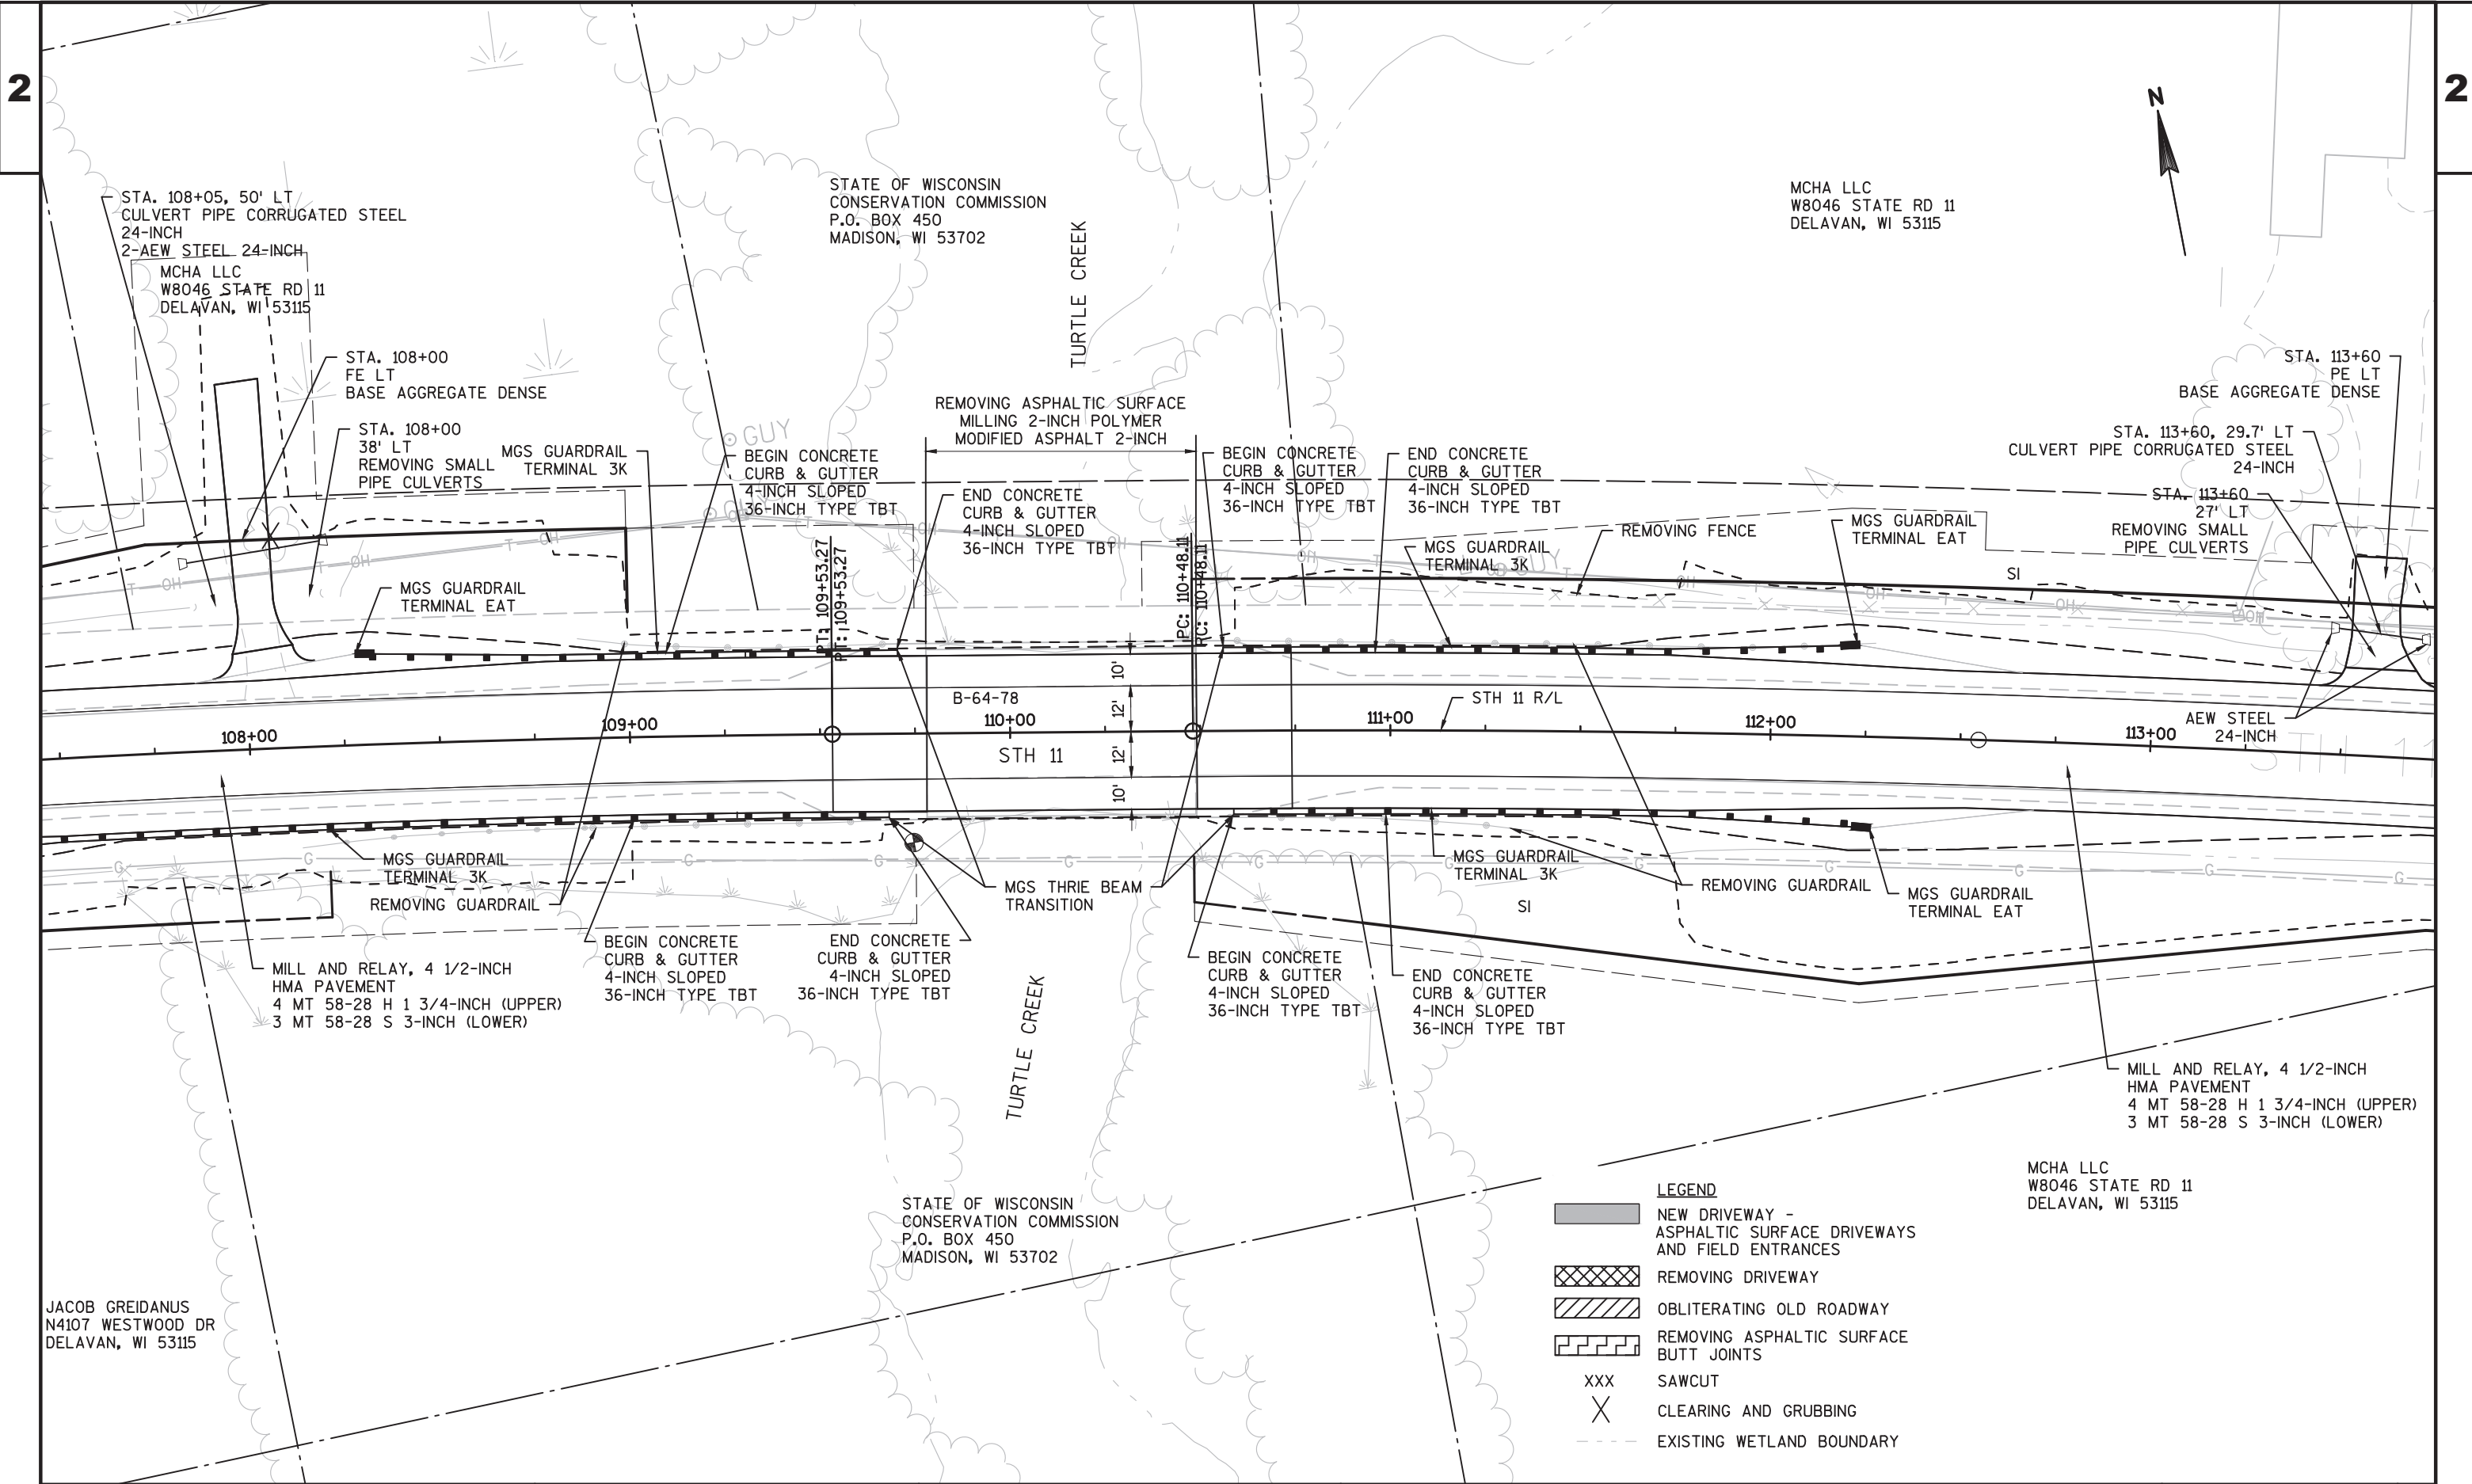 2
2
N
STA. 108+05, 50' LT
CULVERT PIPE CORRUGATED STEEL
24-INCH
2-AEW STEEL 24-INCH
MCHA LLC
W8046 STATE RD 11
DELAVAN, WI 53115
STATE OF WISCONSIN
CONSERVATION COMMISSION
P.O. BOX 450
MADISON, WI 53702
TURTLE CREEK
MCHA LLC
W8046 STATE RD 11
DELAVAN, WI 53115
STA. 108+00
FE LT
BASE AGGREGATE DENSE
STA. 108+00
38' LT
REMOVING SMALL
PIPE CULVERTS
MGS GUARDRAIL
TERMINAL 3K
GUY
BEGIN CONCRETE
CURB & GUTTER
4-INCH SLOPED
36-INCH TYPE TBT
REMOVING ASPHALTIC SURFACE
MILLING 2-INCH POLYMER
MODIFIED ASPHALT 2-INCH
END CONCRETE
CURB & GUTTER
4-INCH SLOPED
36-INCH TYPE TBT
BEGIN CONCRETE
CURB & GUTTER
4-INCH SLOPED
36-INCH TYPE TBT
END CONCRETE
CURB & GUTTER
4-INCH SLOPED
36-INCH TYPE TBT
MGS GUARDRAIL
TERMINAL 3K
GUY
REMOVING FENCE
MGS GUARDRAIL
TERMINAL EAT
STA. 113+60
PE LT
BASE AGGREGATE DENSE
STA. 113+60, 29.7' LT
CULVERT PIPE CORRUGATED STEEL
24-INCH
STA. 113+60
27' LT
REMOVING SMALL
PIPE CULVERTS
SI
T
OH
T
OH
T
OH
T
OH
OH
OH
T
T
OH
T
OH
T
OH
OH
MGS GUARDRAIL
TERMINAL EAT
PT: 109+53.27
PT: 109+53.27
PC: 110+48.11
PC: 110+48.11
10'
12'
12'
10'
B-64-78
STH 11 R/L
108+00
109+00
110+00
111+00
112+00
113+00
STH 11
STH 11
AEW STEEL
24-INCH
G
G
G
G
G
G
G
G
G
G
G
G
MGS GUARDRAIL
TERMINAL 3K
REMOVING GUARDRAIL
MGS THRIE BEAM
TRANSITION
MGS GUARDRAIL
TERMINAL 3K
REMOVING GUARDRAIL
MGS GUARDRAIL
TERMINAL EAT
SI
MILL AND RELAY, 4 1/2-INCH
HMA PAVEMENT
4 MT 58-28 H 1 3/4-INCH (UPPER)
3 MT 58-28 S 3-INCH (LOWER)
BEGIN CONCRETE
CURB & GUTTER
4-INCH SLOPED
36-INCH TYPE TBT
END CONCRETE
CURB & GUTTER
4-INCH SLOPED
36-INCH TYPE TBT
TURTLE CREEK
BEGIN CONCRETE
CURB & GUTTER
4-INCH SLOPED
36-INCH TYPE TBT
END CONCRETE
CURB & GUTTER
4-INCH SLOPED
36-INCH TYPE TBT
MILL AND RELAY, 4 1/2-INCH
HMA PAVEMENT
4 MT 58-28 H 1 3/4-INCH (UPPER)
3 MT 58-28 S 3-INCH (LOWER)
MCHA LLC
W8046 STATE RD 11
DELAVAN, WI 53115
STATE OF WISCONSIN
CONSERVATION COMMISSION
P.O. BOX 450
MADISON, WI 53702
JACOB GREIDANUS
N4107 WESTWOOD DR
DELAVAN, WI 53115
LEGEND
NEW DRIVEWAY -
ASPHALTIC SURFACE DRIVEWAYS
AND FIELD ENTRANCES
REMOVING DRIVEWAY
OBLITERATING OLD ROADWAY
REMOVING ASPHALTIC SURFACE
BUTT JOINTS
XXX SAWCUT
CLEARING AND GRUBBING
EXISTING WETLAND BOUNDARY